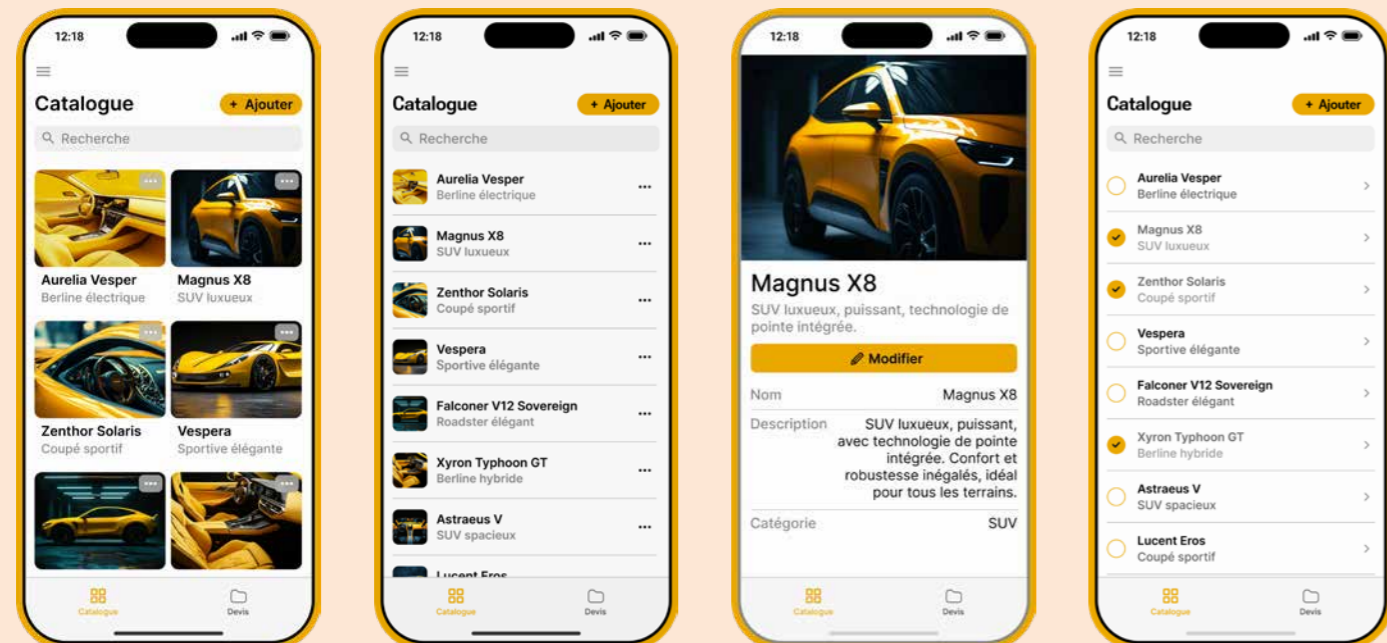 12:18
Catalogue
+ Ajouter
Recherche
Aurelia Vesper
Berline électrique
Magnus X8
SUV luxueux
Zenthor Solaris
Coupé sportif
Vespera
Sportive élégante
Catalogue
Devis
12:18
Catalogue
+ Ajouter
Recherche
Aurelia Vesper
Berline électrique
Magnus X8
SUV luxueux
Zenthor Solaris
Coupé sportif
Vespera
Sportive élégante
Falconer V12 Sovereign
Roadster élégant
Xyron Typhoon GT
Berline hybride
Astraeus V
SUV spacieux
Lucent Eros
Catalogue
Devis
12:18
Magnus X8
SUV luxueux, puissant, technologie de
pointe intégrée.
Modifier
Nom
Magnus X8
Description
SUV luxueux, puissant,
avec technologie de pointe
intégrée. Confort et
robustesse inégalés, idéal
pour tous les terrains.
Catégorie
SUV
Catalogue
Devis
12:18
Catalogue
+ Ajouter
Recherche
Aurelia Vesper
Berline électrique
Magnus X8
SUV luxueux
Zenthor Solaris
Coupé sportif
Vespera
Sportive élégante
Falconer V12 Sovereign
Roadster élégant
Xyron Typhoon GT
Berline hybride
Astraeus V
SUV spacieux
Lucent Eros
Coupé sportif
Catalogue
Devis